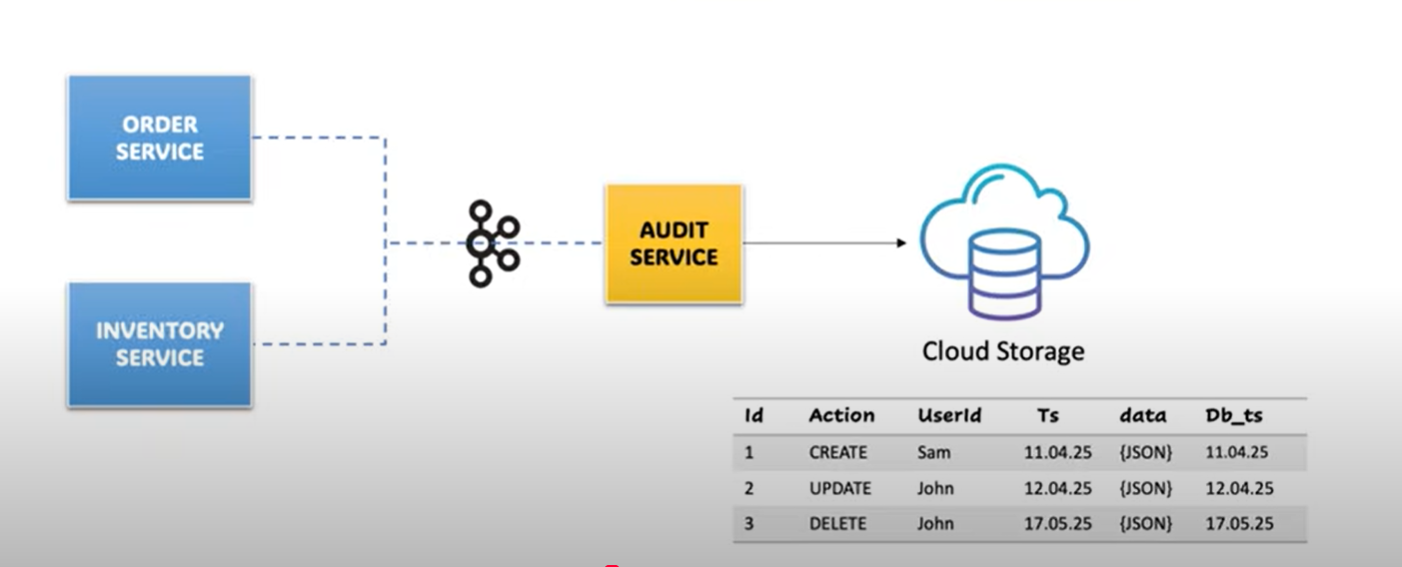 ORDER
SERVICE
INVENTORY
SERVICE
AUDIT
SERVICE
Cloud Storage
Id Action UserId Ts data Db_ts
1 CREATE Sam 11.04.25 {JSON} 11.04.25
2 UPDATE John 12.04.25 {JSON} 12.04.25
3 DELETE John 17.05.25 {JSON} 17.05.25